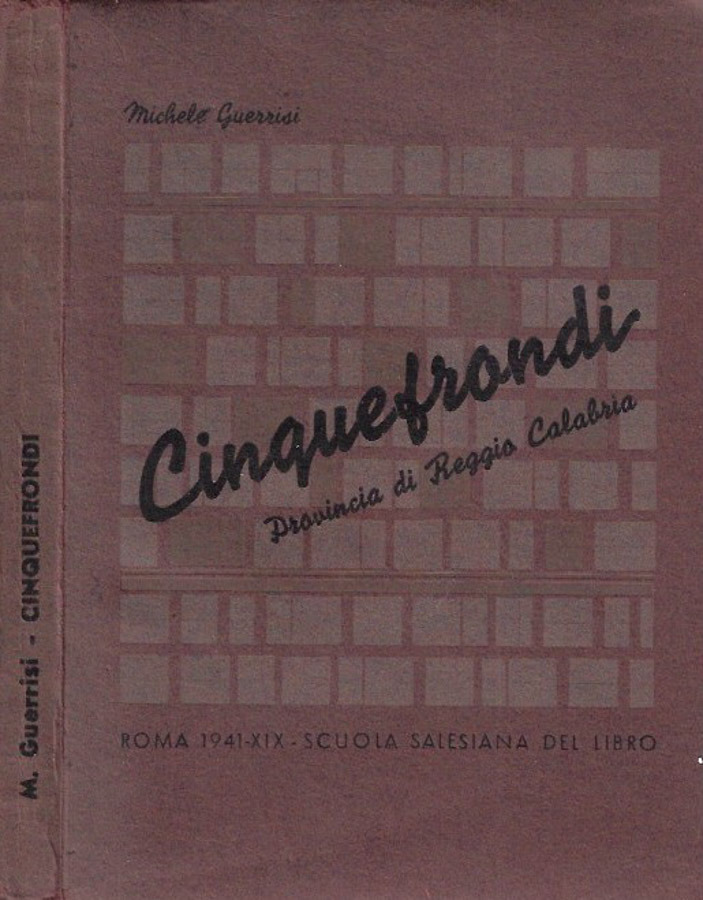 Michele Guerrisi
Cinquefrondi
Provincia di Reggio Calabria
ROMA 1941-XIX - SCUOLA SALESIANA DEL LIBRO
M. Guerrisi - CINQUEFRONDI